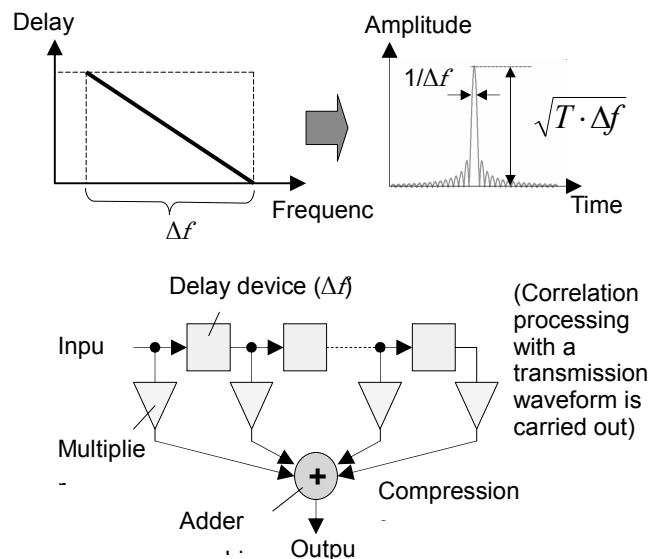 Delay
Frequenc
Δf
Amplitude
1/Δf
√T · Δf
Time
Delay device (Δf)
Inpu
Multiplie
Adder
Outpu
Compression
(Correlation
processing
with a
transmission
waveform is
carried out)
+